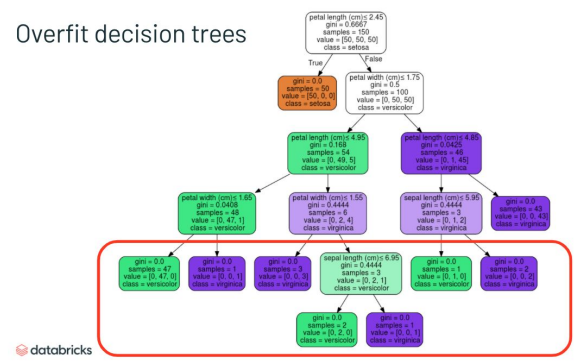 Overfit decision trees
petal length (cm)≤ 2.45
gini = 0.6667
samples = 150
value = [50, 50, 50]
class = setosa
True
False
gini = 0.0
samples = 50
value = [50, 0, 0]
class = setosa
petal width (cm)≤ 1.75
gini = 0.5
samples = 100
value = [0, 50, 50]
class = versicolor
petal length (cm)≤ 4.95
gini = 0.168
samples = 54
value = [0, 49, 5]
class = versicolor
petal length (cm)≤ 4.85
gini = 0.0425
samples = 46
value = [0, 1, 45]
class = virginica
petal width (cm)≤ 1.65
gini = 0.0408
samples = 48
value = [0, 47, 1]
class = versicolor
petal width (cm)≤ 1.55
gini = 0.4444
samples = 6
value = [0, 2, 4]
class = virginica
sepal length (cm)≤ 5.95
gini = 0.4444
samples = 3
value = [0, 1, 2]
class = virginica
gini = 0.0
samples = 43
value = [0, 0, 43]
class = virginica
gini = 0.0
samples = 47
value = [0, 47, 0]
class = versicolor
gini = 0.0
samples = 1
value = [0, 0, 1]
class = virginica
gini = 0.0
samples = 3
value = [0, 0, 3]
class = virginica
sepal length (cm)≤ 6.95
gini = 0.4444
samples = 3
value = [0, 2, 1]
class = versicolor
gini = 0.0
samples = 1
value = [0, 1, 0]
class = versicolor
gini = 0.0
samples = 2
value = [0, 0, 2]
class = virginica
gini = 0.0
samples = 2
value = [0, 2, 0]
class = versicolor
gini = 0.0
samples = 1
value = [0, 0, 1]
class = virginica
databricks